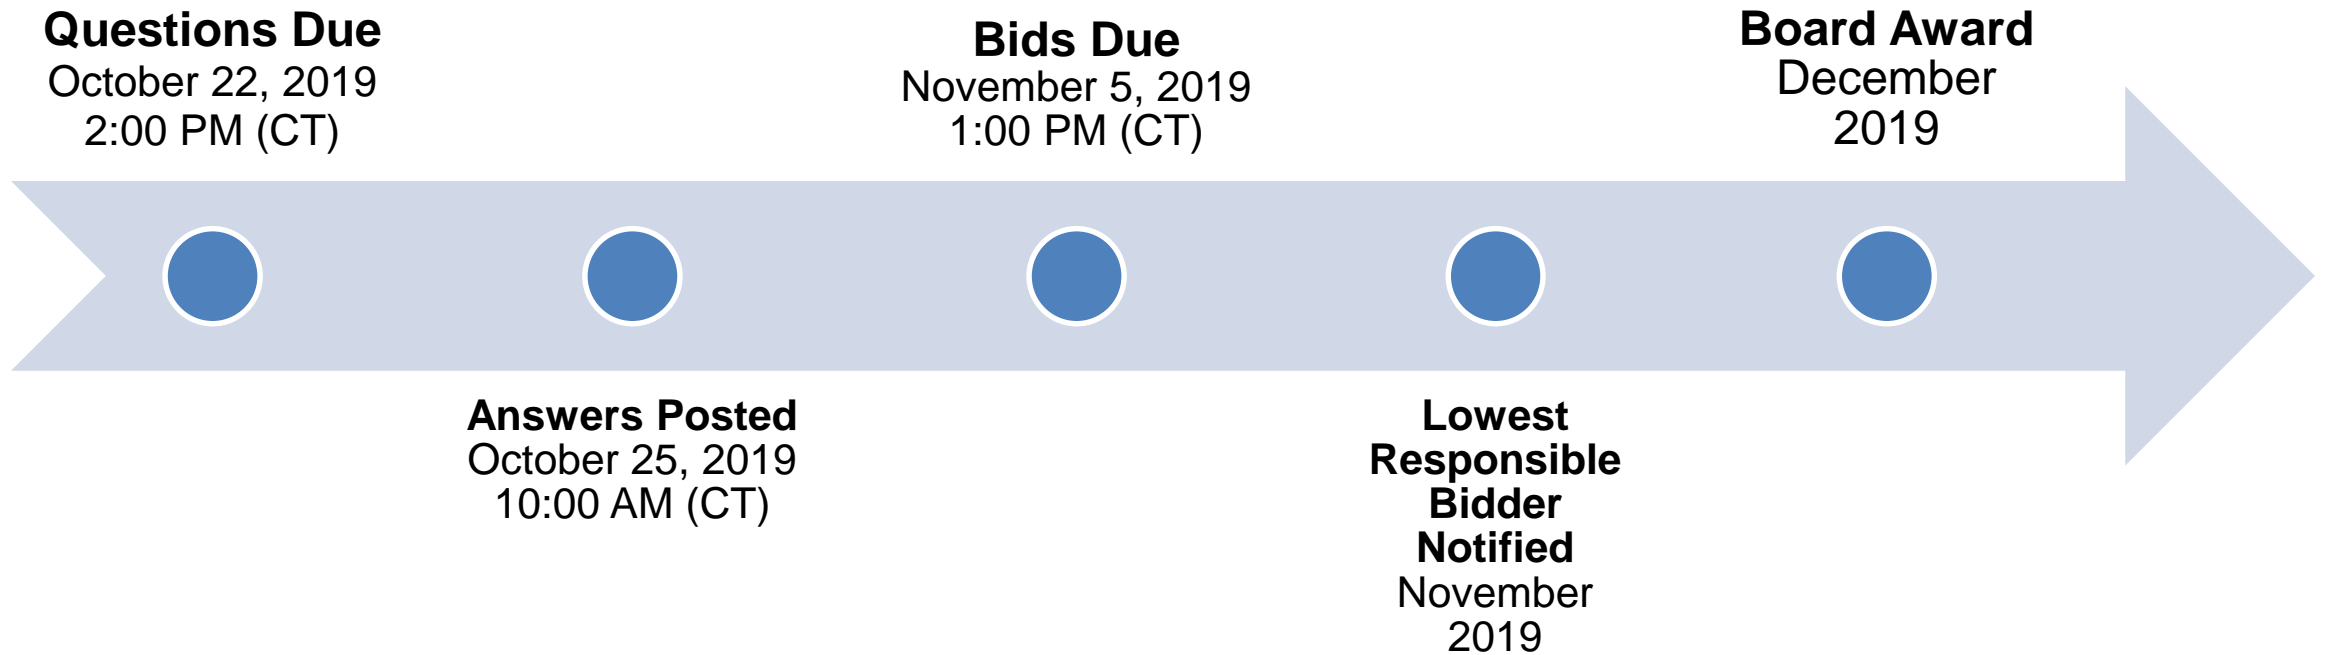 Questions Due
October 22, 2019
2:00 PM (CT)
Answers Posted
October 25, 2019
10:00 AM (CT)
Bids Due
November 5, 2019
1:00 PM (CT)
Lowest
Responsible
Bidder
Notified
November
2019
Board Award
December
2019